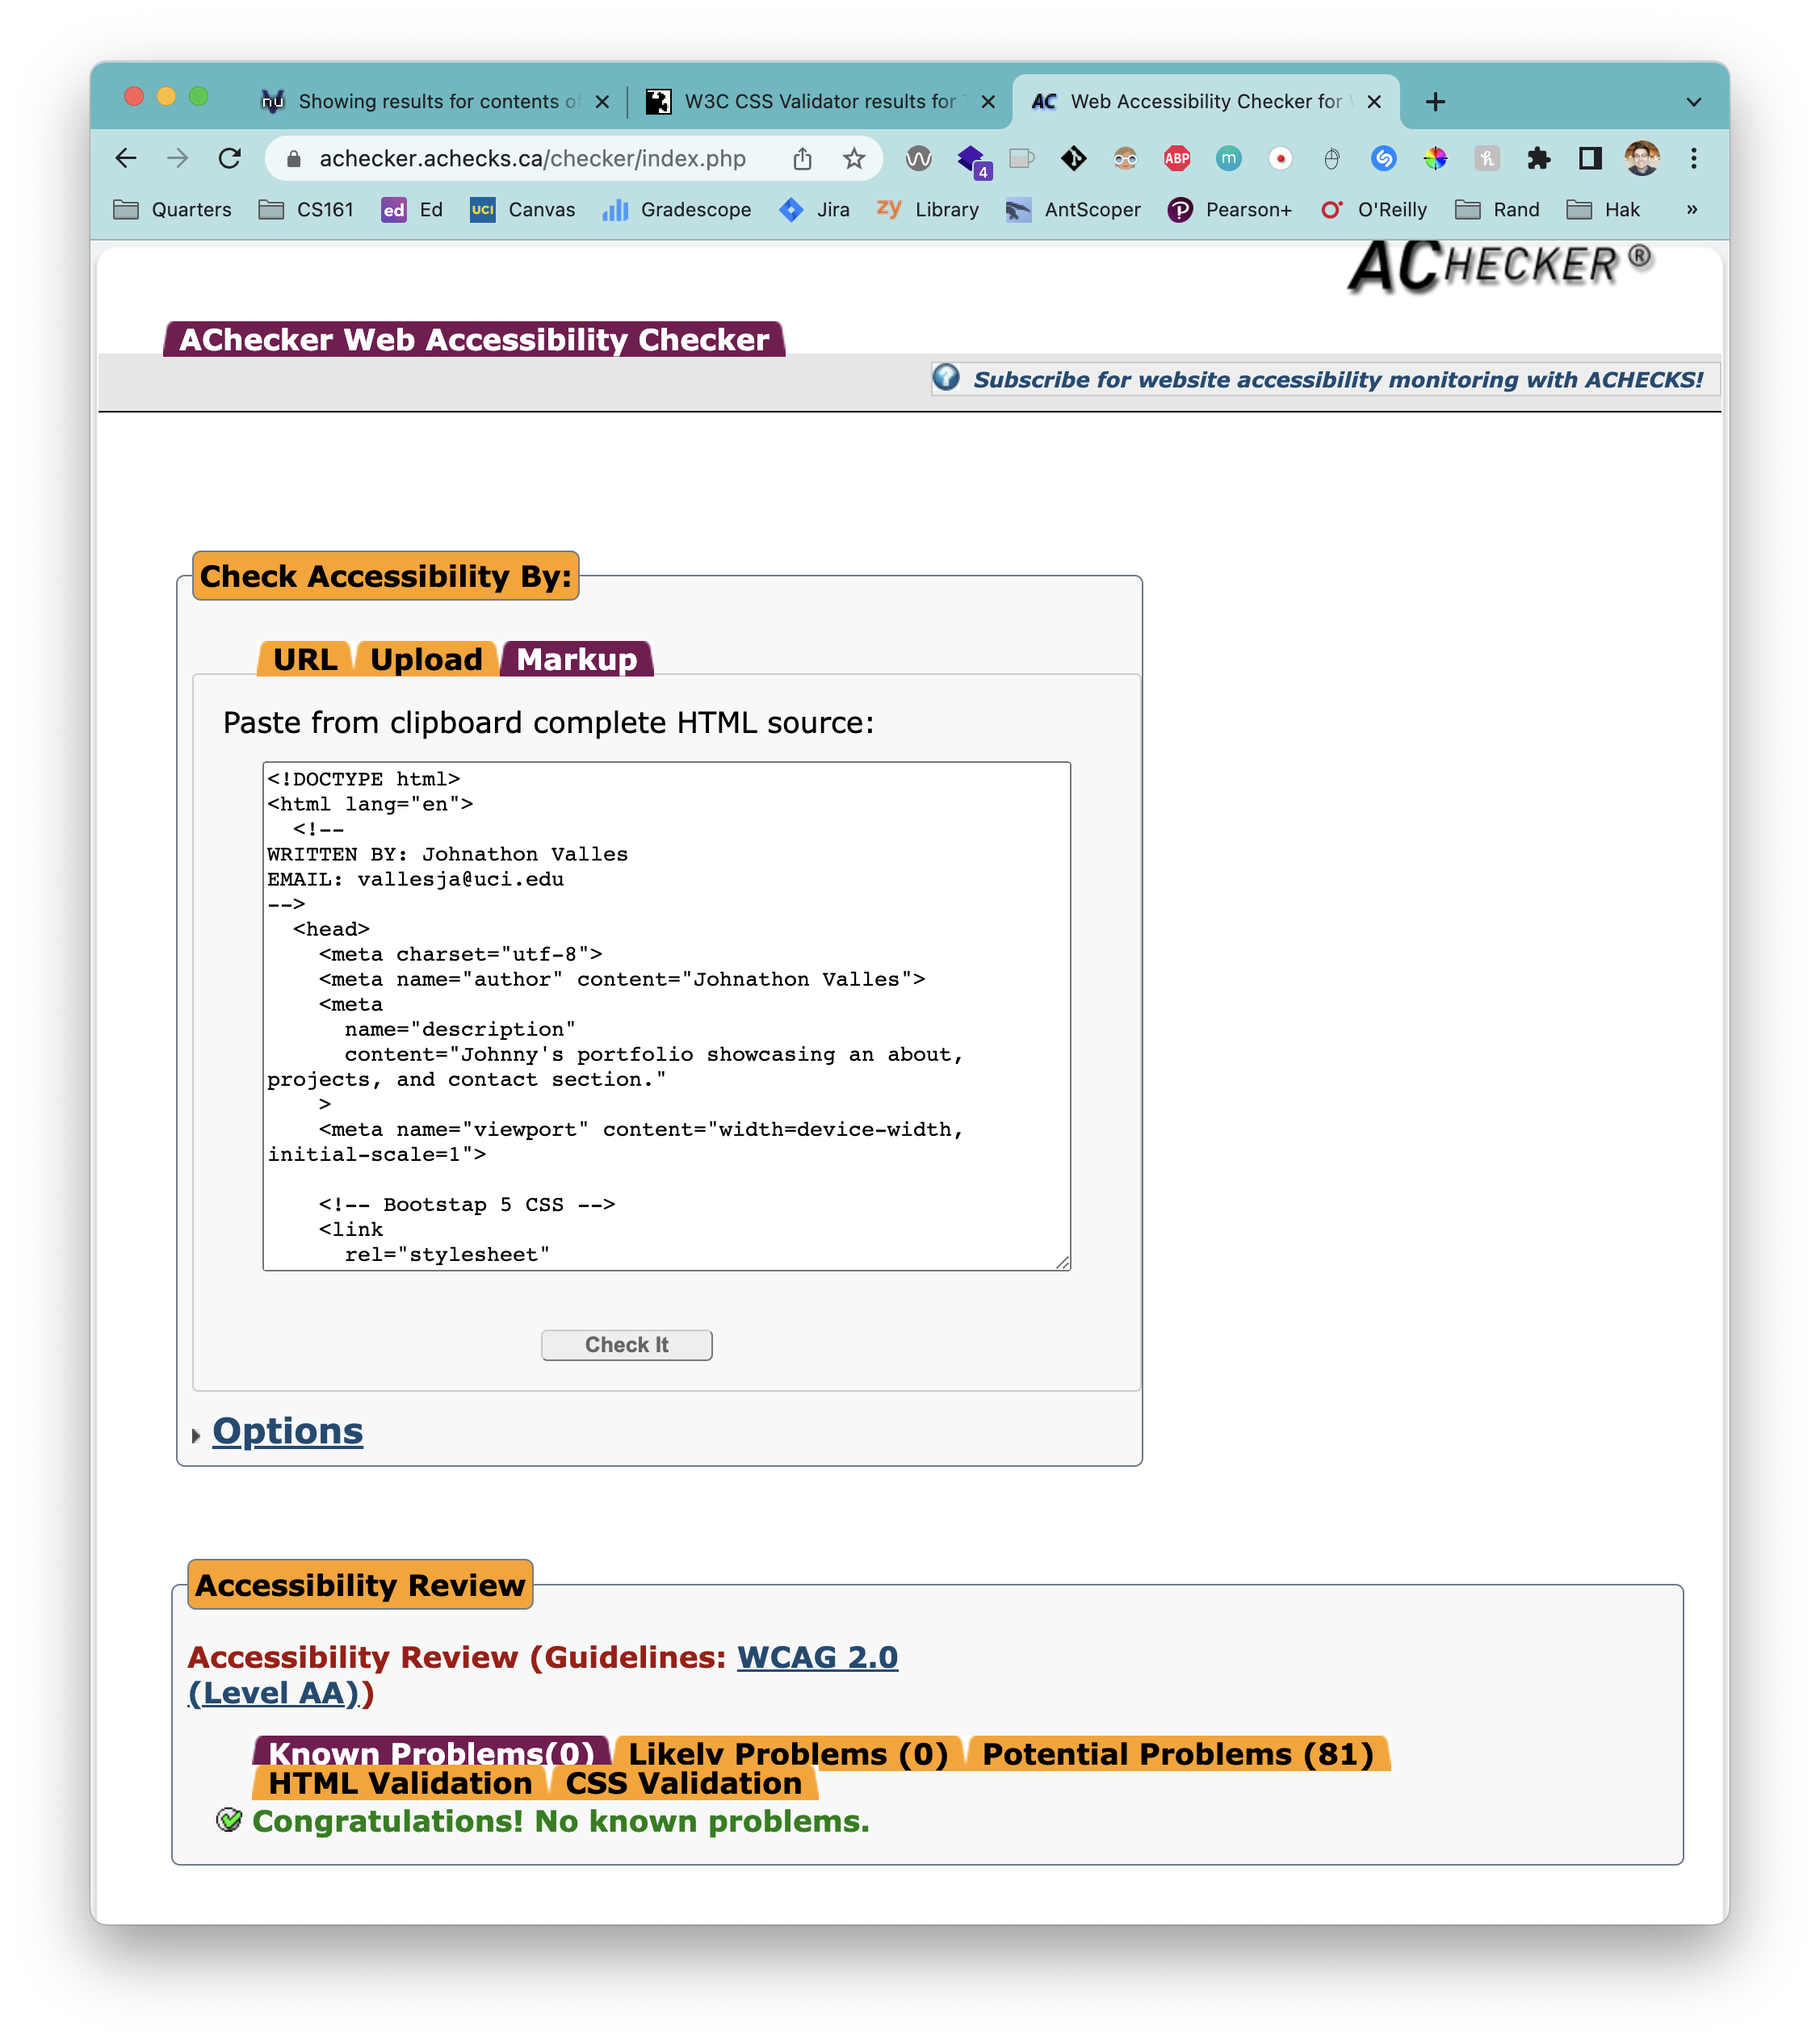 Showing results for contents of
W3C CSS Validator results for
AC Web Accessibility Checker for
achecker.achecks.ca/checker/index.php
4
ABP
m
Quarters CS161 ed Ed UCI Canvas Gradescope Jira zy Library AntScoper Pearson+ O'Reilly Rand Hak »
ACHECKER ®
AChecker Web Accessibility Checker
Subscribe for website accessibility monitoring with ACHECKS!
Check Accessibility By:
URL Upload Markup
Paste from clipboard complete HTML source:
<!DOCTYPE html>
<html lang="en">
<!--
WRITTEN BY: Johnathon Valles
EMAIL: vallesja@uci.edu
-->
<head>
<meta charset="utf-8">
<meta name="author" content="Johnathon Valles">
<meta
name="description"
content="Johnny's portfolio showcasing an about,
projects, and contact section."
>
<meta name="viewport" content="width=device-width,
initial-scale=1">
<!-- Bootstap 5 CSS -->
<link
rel="stylesheet"
Check It
Options
Accessibility Review
Accessibility Review (Guidelines: WCAG 2.0
(Level AA))
Known Problems(0) Likely Problems (0) Potential Problems (81)
HTML Validation CSS Validation
Congratulations! No known problems.